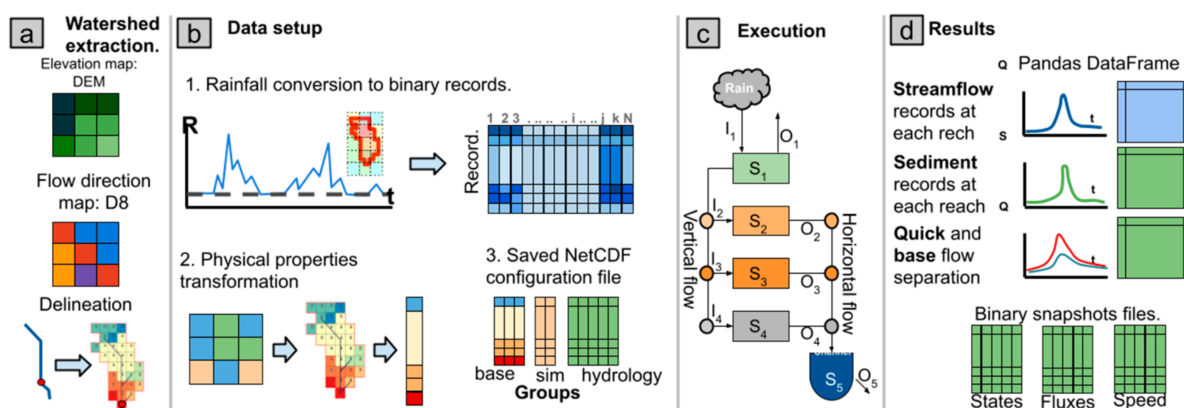 a
Watershed
extraction.
Elevation map:
DEM
Flow direction
map: D8
Delineation
b Data setup
1. Rainfall conversion to binary records.
R
t
1 2 3 . .. .. .. i .. .. j k N
Record.
2. Physical properties
transformation
3. Saved NetCDF
configuration file
base sim hydrology
Groups
c Execution
Rain
I1 O1
S1
I2 S2 O2
I3 S3 O3
I4 S4 O4
Vertical flow
Horizontal flow
S5 O5
d Results
Q Pandas DataFrame
Streamflow
records at
each rech
t
S
Sediment
records at
each reach
t
Q
Quick and
base flow
separation
t
Binary snapshots files.
States Fluxes Speed